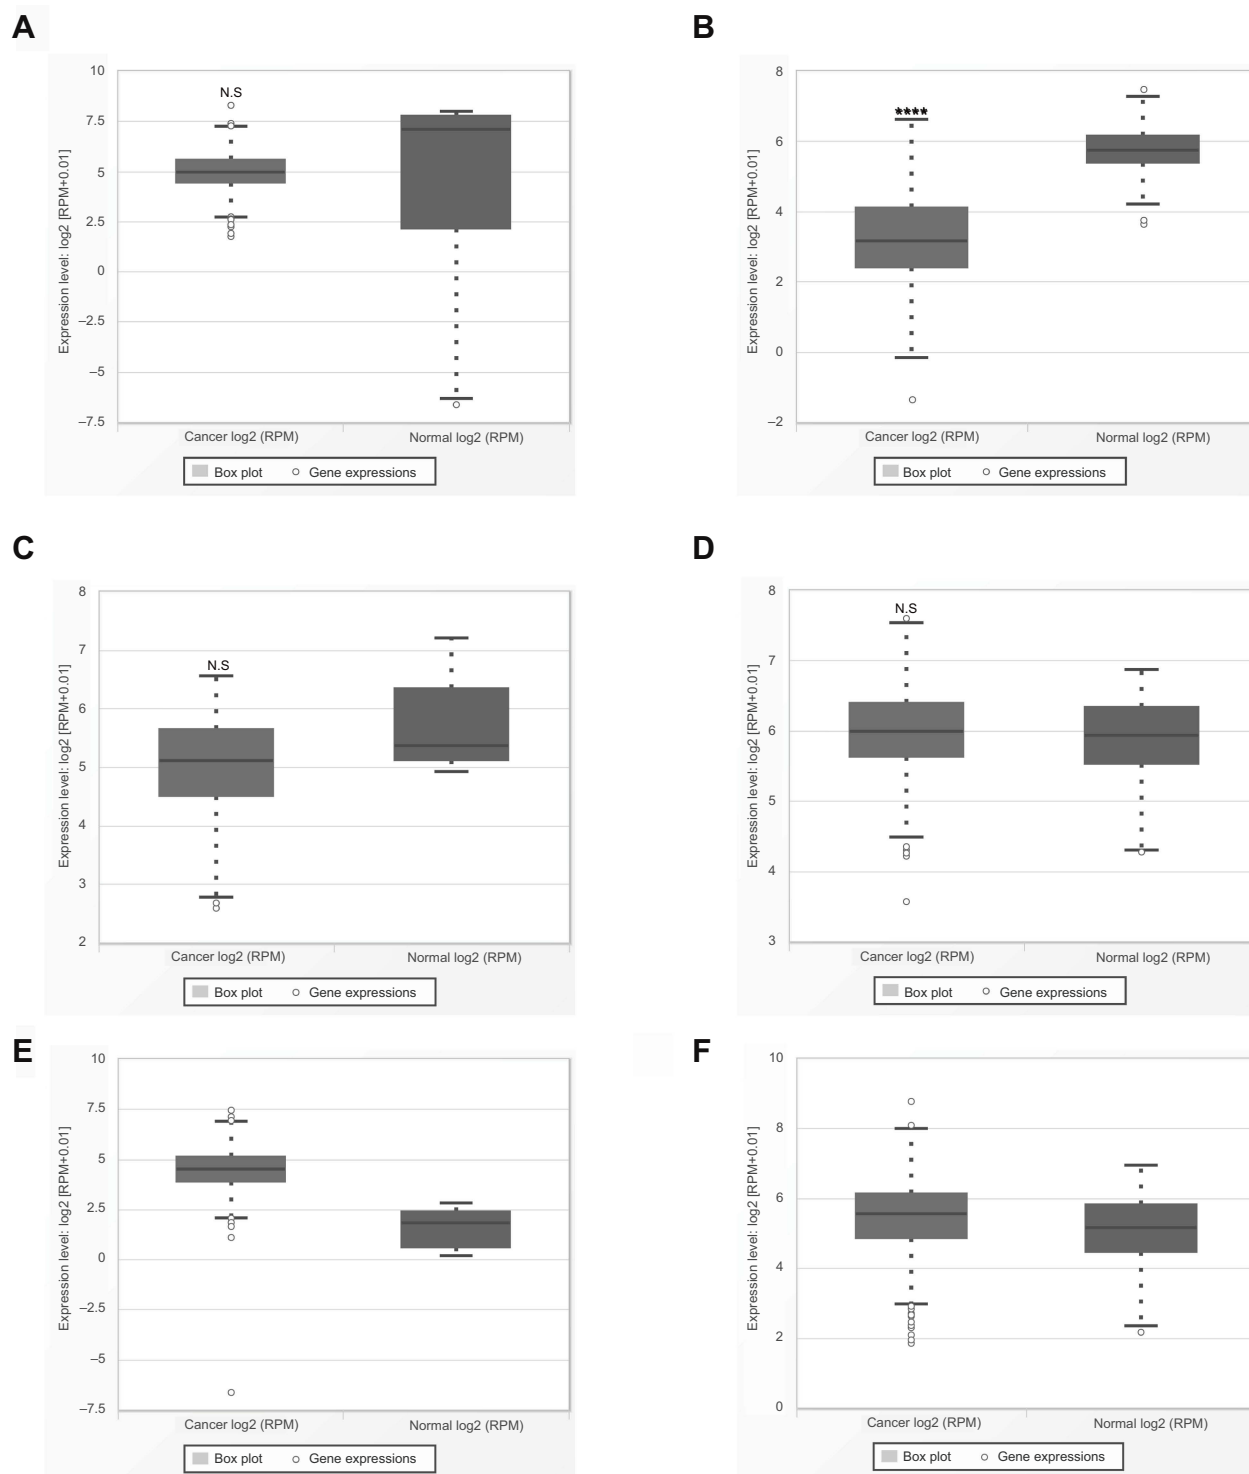 A
Expression level: log2 [RPM+0.01]
10
7.5
5
2.5
0
–2.5
–5
–7.5
N.S
Cancer log2 (RPM) Normal log2 (RPM)
Box plot Gene expressions
B
Expression level: log2 [RPM+0.01]
8
6
4
2
0
–2
****
Cancer log2 (RPM) Normal log2 (RPM)
Box plot Gene expressions
C
Expression level: log2 [RPM+0.01]
8
7
6
5
4
3
2
N.S
Cancer log2 (RPM) Normal log2 (RPM)
Box plot Gene expressions
D
Expression level: log2 [RPM+0.01]
8
7
6
5
4
3
N.S
Cancer log2 (RPM) Normal log2 (RPM)
Box plot Gene expressions
E
Expression level: log2 [RPM+0.01]
10
7.5
5
2.5
0
–2.5
–5
–7.5
Cancer log2 (RPM) Normal log2 (RPM)
Box plot Gene expressions
F
Expression level: log2 [RPM+0.01]
10
8
6
4
2
0
Cancer log2 (RPM) Normal log2 (RPM)
Box plot Gene expressions